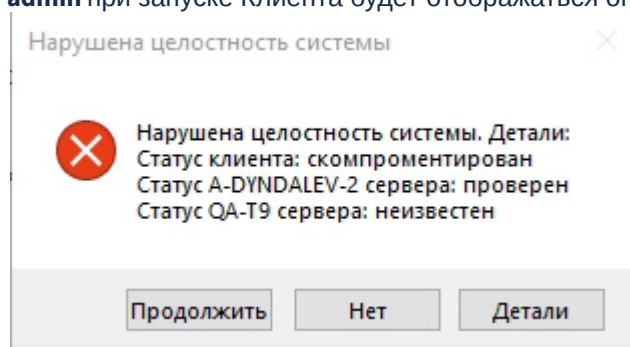 admin при запуске Клиента будет отображаться
Нарушена целостность системы
Нарушена целостность системы. Детали:
Статус клиента: скомпроментирован
Статус A-DYNDALEV-2 сервера: проверен
Статус QA-T9 сервера: неизвестен
Продолжить Нет Детали